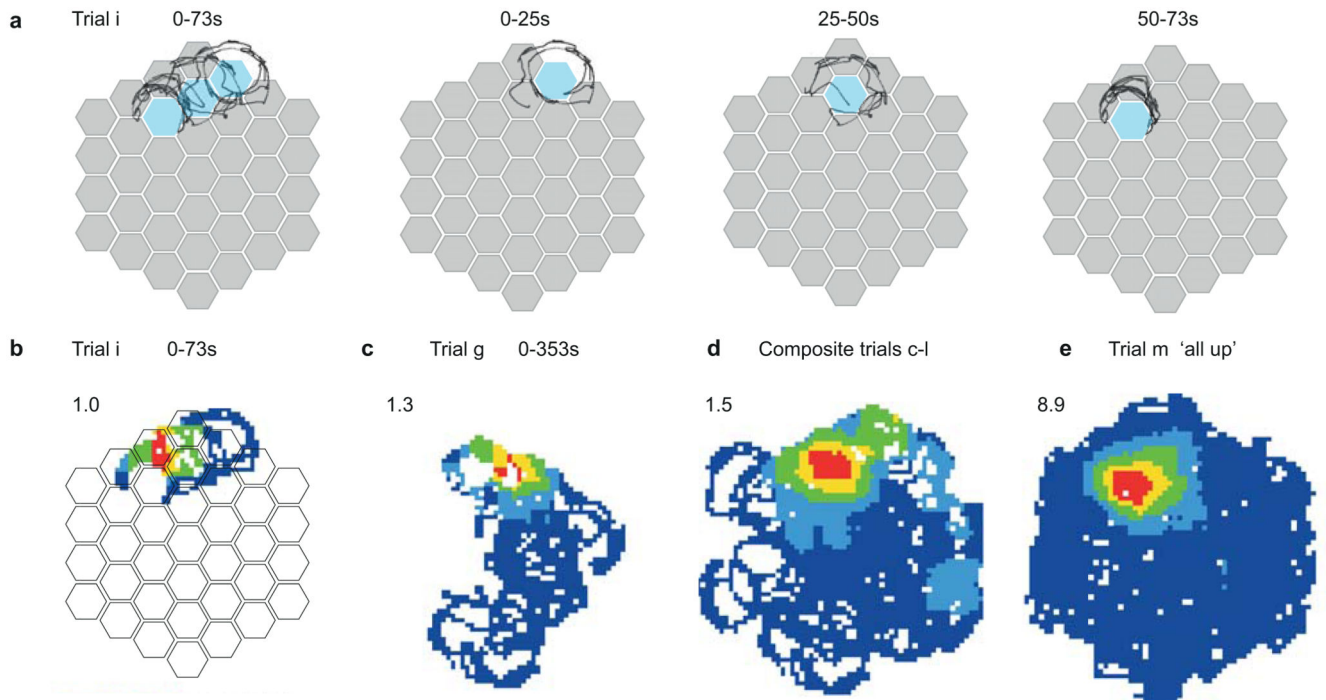 a Trial i 0-73s 0-25s 25-50s 50-73s
b Trial i 0-73s c Trial g 0-353s d Composite trials c-l e Trial m 'all up'
1.0 1.3 1.5 8.9